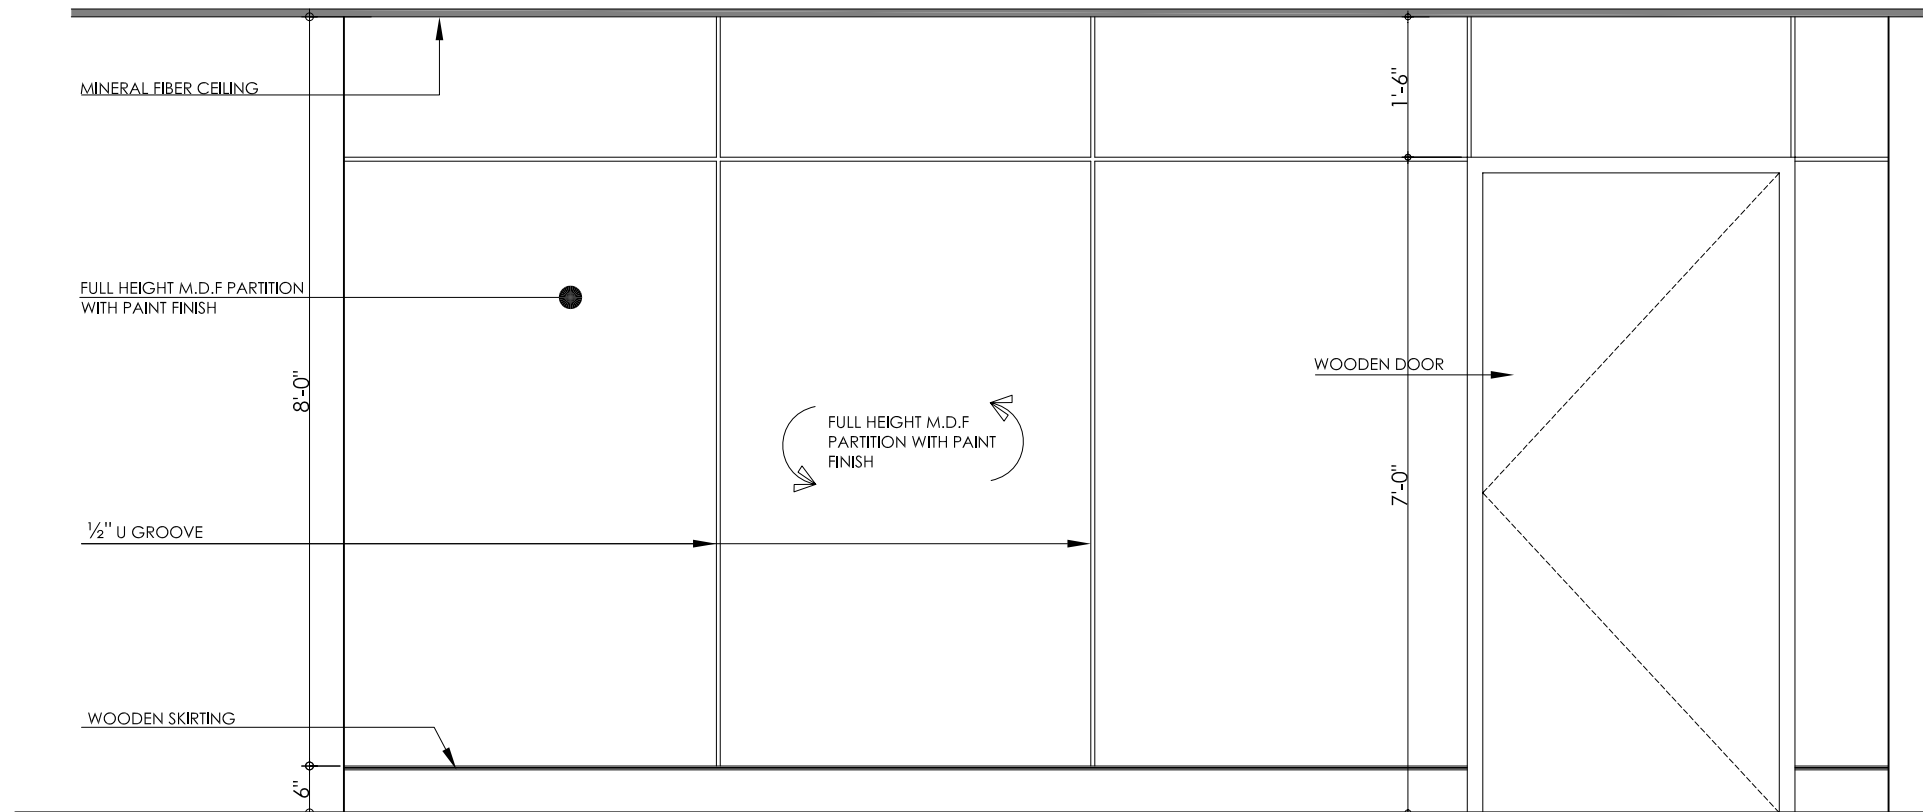 1'-6"
MINERAL FIBER CEILING
FULL HEIGHT M.D.F PARTITION
WITH PAINT FINISH
WOODEN DOOR
8'-0"
FULL HEIGHT M.D.F
PARTITION WITH PAINT
FINISH
7'-0"
½" U GROOVE
WOODEN SKIRTING
6"